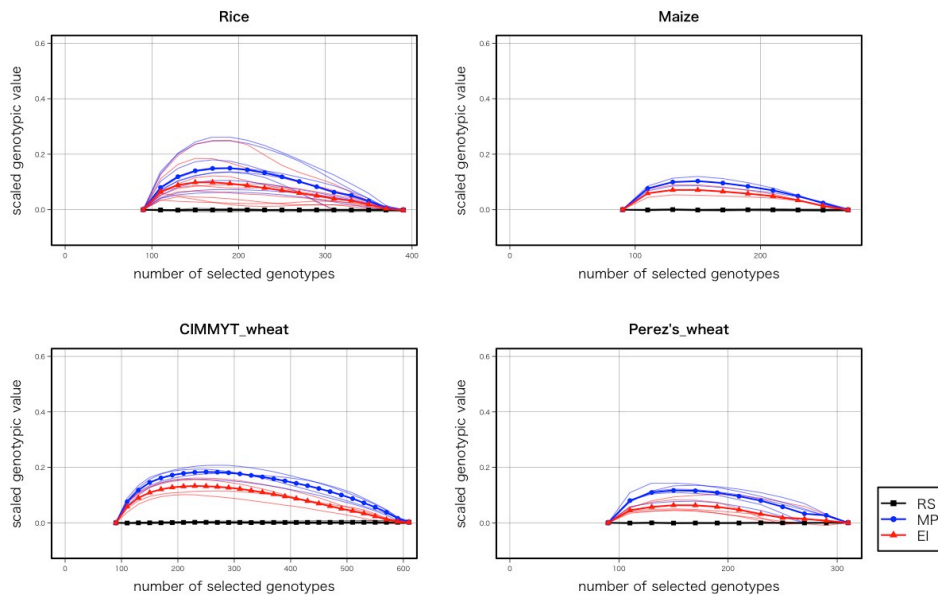 Rice
scaled genotypic value
0.6
0.4
0.2
0.0
0 100 200 300 400
number of selected genotypes
Maize
scaled genotypic value
0.6
0.4
0.2
0.0
0 100 200
number of selected genotypes
CIMMYT_wheat
scaled genotypic value
0.6
0.4
0.2
0.0
0 100 200 300 400 500 600
number of selected genotypes
Perez's_wheat
scaled genotypic value
0.6
0.4
0.2
0.0
0 100 200 300
number of selected genotypes
RS
MP
EI